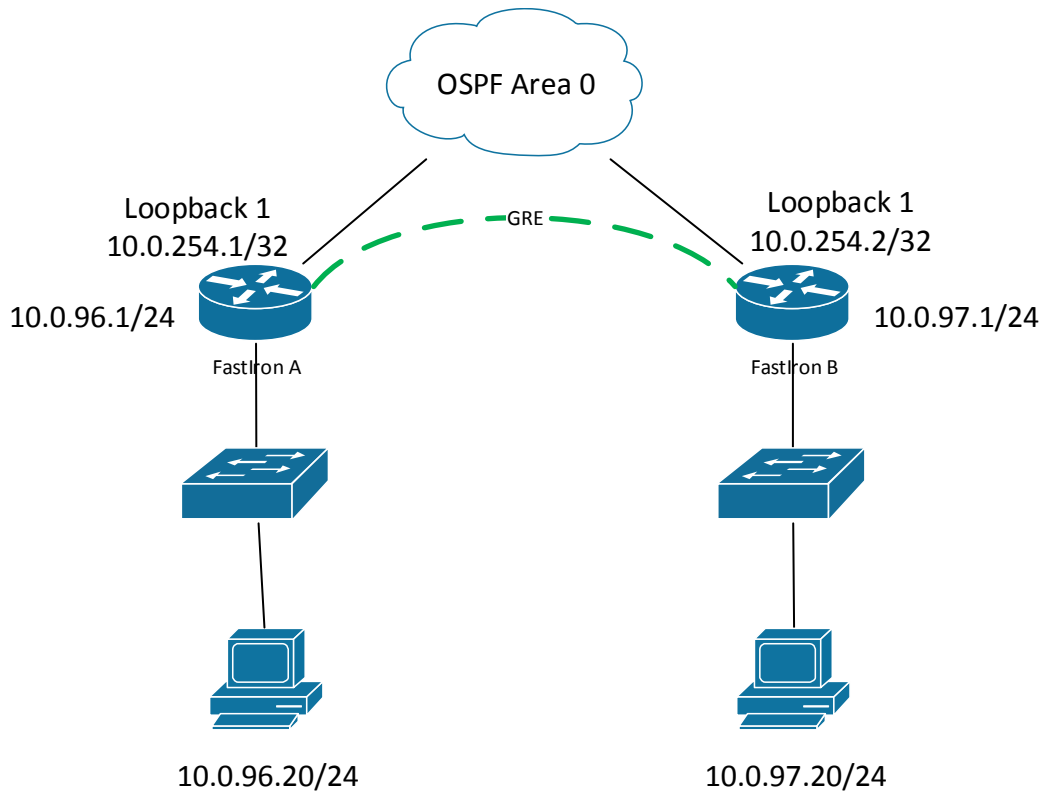 OSPF Area 0
Loopback 1
10.0.254.1/32
Loopback 1
10.0.254.2/32
GRE
10.0.96.1/24
10.0.97.1/24
FastIron A
FastIron B
10.0.96.20/24
10.0.97.20/24